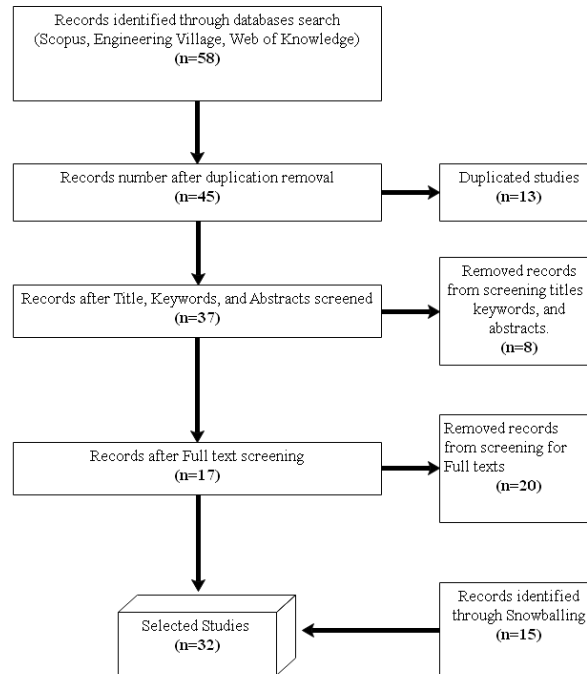 Records identified through databases search
(Scopus, Engineering Village, Web of Knowledge)
(n=58)
Records number after duplication removal
(n=45)
Duplicated studies
(n=13)
Records after Title, Keywords, and Abstracts screened
(n=37)
Removed records
from screening titles
keywords, and
abstracts.
(n=8)
Records after Full text screening
(n=17)
Removed records
from screening for
Full texts
(n=20)
Selected Studies
(n=32)
Records identified
through Snowballing
(n=15)